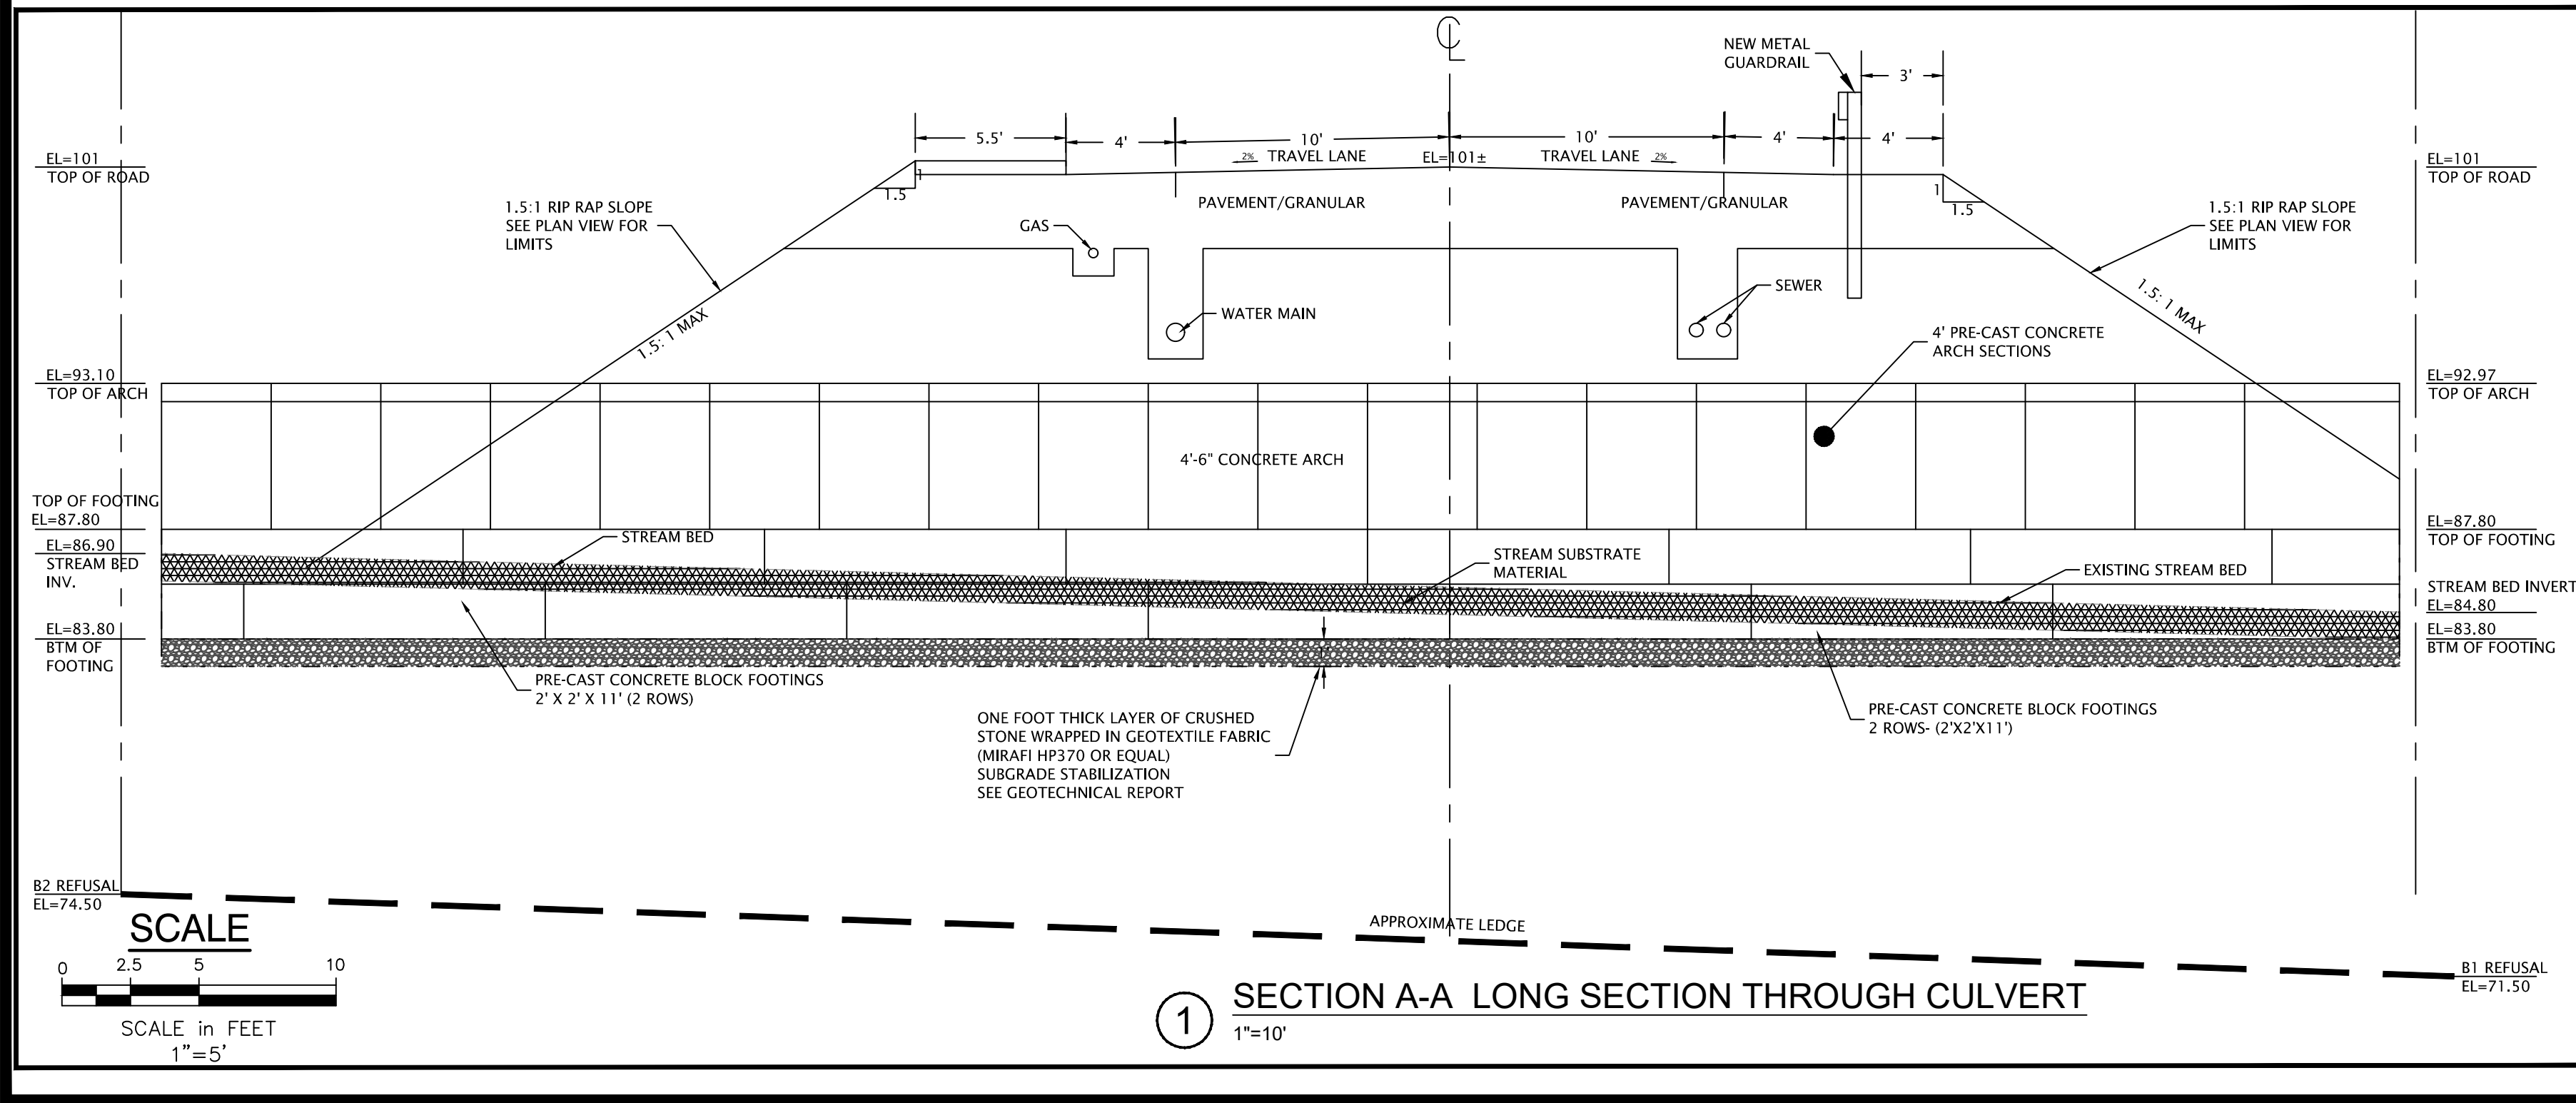 ℄
NEW METAL
GUARDRAIL
3'
5.5'
4'
10'
10'
4'
4'
2%
TRAVEL LANE
EL=101±
TRAVEL LANE
2%
EL=101
TOP OF ROAD
EL=101
TOP OF ROAD
1
1.5
1
1.5
1.5:1 RIP RAP SLOPE
SEE PLAN VIEW FOR
LIMITS
PAVEMENT/GRANULAR
PAVEMENT/GRANULAR
1.5:1 RIP RAP SLOPE
SEE PLAN VIEW FOR
LIMITS
GAS
SEWER
WATER MAIN
1.5: 1 MAX
1.5: 1 MAX
4' PRE-CAST CONCRETE
ARCH SECTIONS
EL=93.10
TOP OF ARCH
EL=92.97
TOP OF ARCH
4'-6" CONCRETE ARCH
TOP OF FOOTING
EL=87.80
EL=87.80
TOP OF FOOTING
EL=86.90
STREAM BED
INV.
STREAM BED
STREAM SUBSTRATE
MATERIAL
EXISTING STREAM BED
STREAM BED INVERT
EL=84.80
EL=83.80
BTM OF
FOOTING
EL=83.80
BTM OF FOOTING
PRE-CAST CONCRETE BLOCK FOOTINGS
2' X 2' X 11' (2 ROWS)
PRE-CAST CONCRETE BLOCK FOOTINGS
2 ROWS- (2'X2'X11')
ONE FOOT THICK LAYER OF CRUSHED
STONE WRAPPED IN GEOTEXTILE FABRIC
(MIRAFI HP370 OR EQUAL)
SUBGRADE STABILIZATION
SEE GEOTECHNICAL REPORT
B2 REFUSAL
EL=74.50
APPROXIMATE LEDGE
B1 REFUSAL
EL=71.50
SCALE
0 2.5 5 10
SCALE in FEET
1"=5'
1
SECTION A-A LONG SECTION THROUGH CULVERT
1"=10'